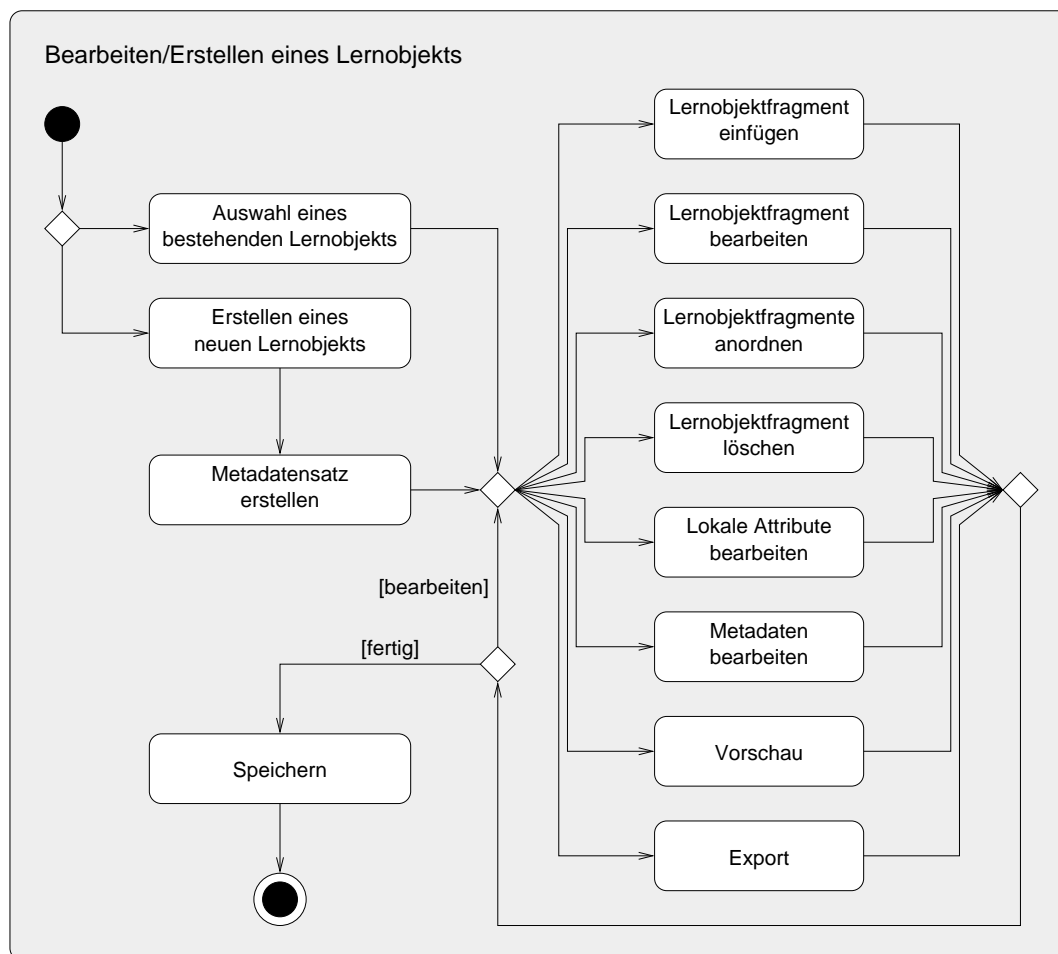 Bearbeiten/Erstellen eines Lernobjekts
Auswahl eines
bestehenden Lernobjekts
Erstellen eines
neuen Lernobjekts
Metadatensatz
erstellen
[bearbeiten]
[fertig]
Speichern
Lernobjektfragment
einfügen
Lernobjektfragment
bearbeiten
Lernobjektfragmente
anordnen
Lernobjektfragment
löschen
Lokale Attribute
bearbeiten
Metadaten
bearbeiten
Vorschau
Export